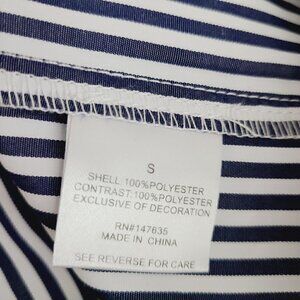 S
SHELL:100%POLYESTER
CONTRAST:100%POLYESTER
EXCLUSIVE OF DECORATION
RN#147635
MADE IN CHINA
SEE REVERSE FOR CARE